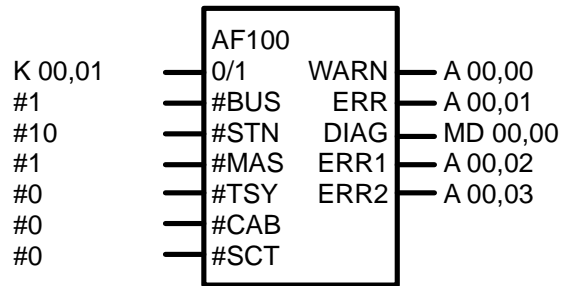 AF100
K 00,01 0/1 WARN A 00,00
#1 #BUS ERR A 00,01
#10 #STN DIAG MD 00,00
#1 #MAS ERR1 A 00,02
#0 #TSY ERR2 A 00,03
#0 #CAB
#0 #SCT